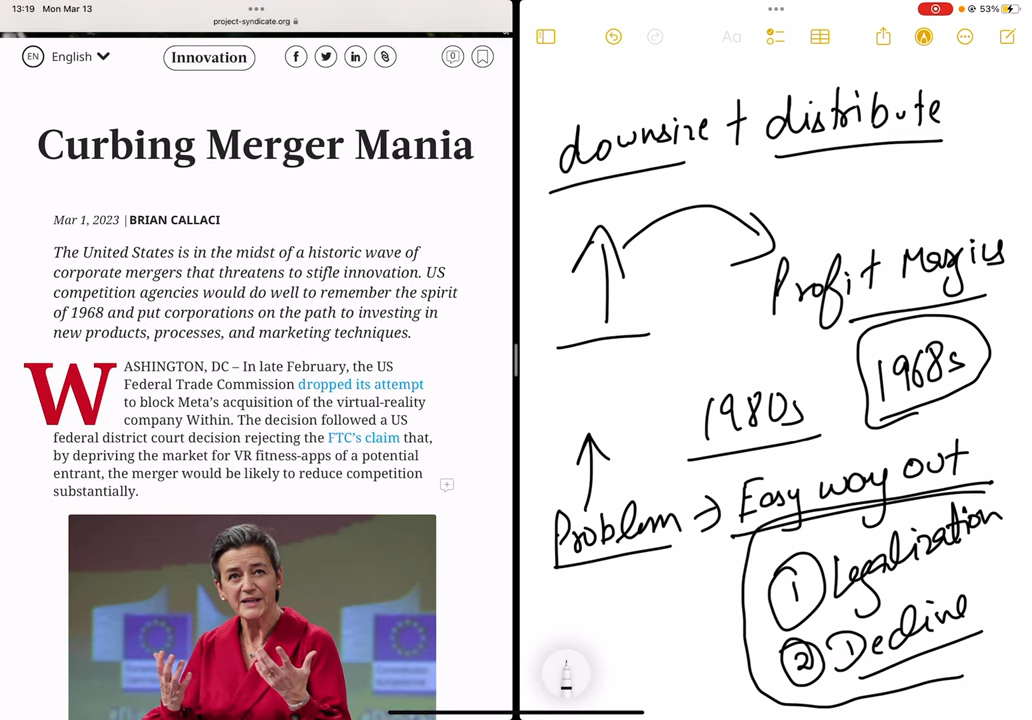 13:19 Mon Mar 13
project-syndicate.org
53%
EN English
Innovation
Curbing Merger Mania
Mar 1, 2023 | BRIAN CALLACI
The United States is in the midst of a historic wave of
corporate mergers that threatens to stifle innovation. US
competition agencies would do well to remember the spirit
of 1968 and put corporations on the path to investing in
new products, processes, and marketing techniques.
WASHINGTON, DC – In late February, the US
Federal Trade Commission dropped its attempt
to block Meta’s acquisition of the virtual-reality
company Within. The decision followed a US
federal district court decision rejecting the FTC’s claim that,
by depriving the market for VR fitness-apps of a potential
entrant, the merger would be likely to reduce competition
substantially.
Aa
downsize + distribute
Profit Margins
1968s
1980s
Problem → Easy way out
1 Legalization
2 Decline